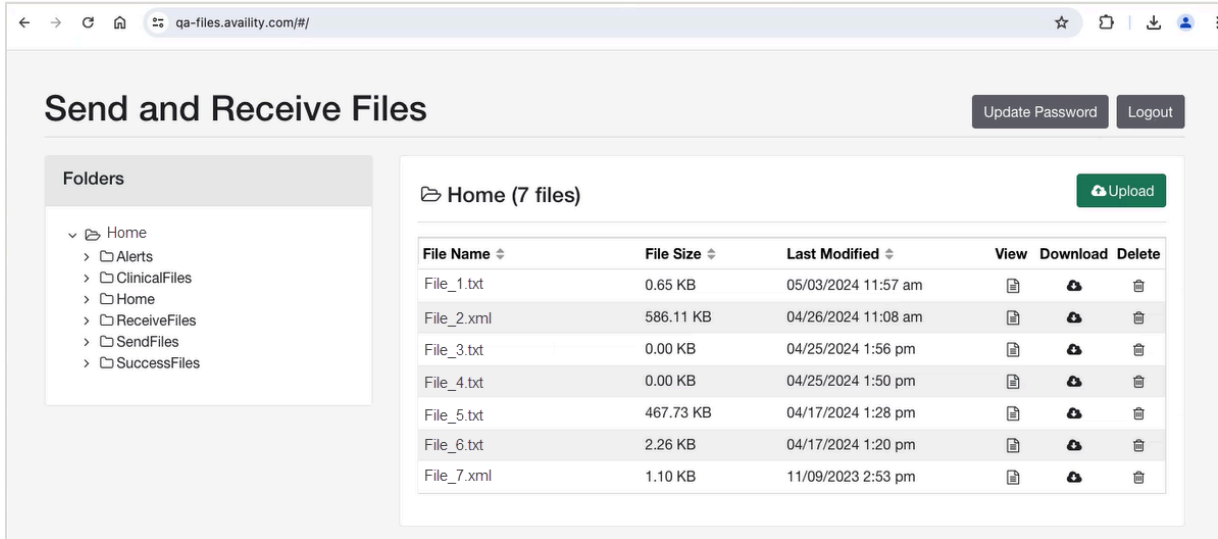 qa-files.availity.com/#/
Send and Receive Files
Update Password Logout
Folders
Home
Alerts
ClinicalFiles
Home
ReceiveFiles
SendFiles
SuccessFiles
Home (7 files)
Upload
File Name File Size Last Modified View Download Delete
File_1.txt 0.65 KB 05/03/2024 11:57 am
File_2.xml 586.11 KB 04/26/2024 11:08 am
File_3.txt 0.00 KB 04/25/2024 1:56 pm
File_4.txt 0.00 KB 04/25/2024 1:50 pm
File_5.txt 467.73 KB 04/17/2024 1:28 pm
File_6.txt 2.26 KB 04/17/2024 1:20 pm
File_7.xml 1.10 KB 11/09/2023 2:53 pm